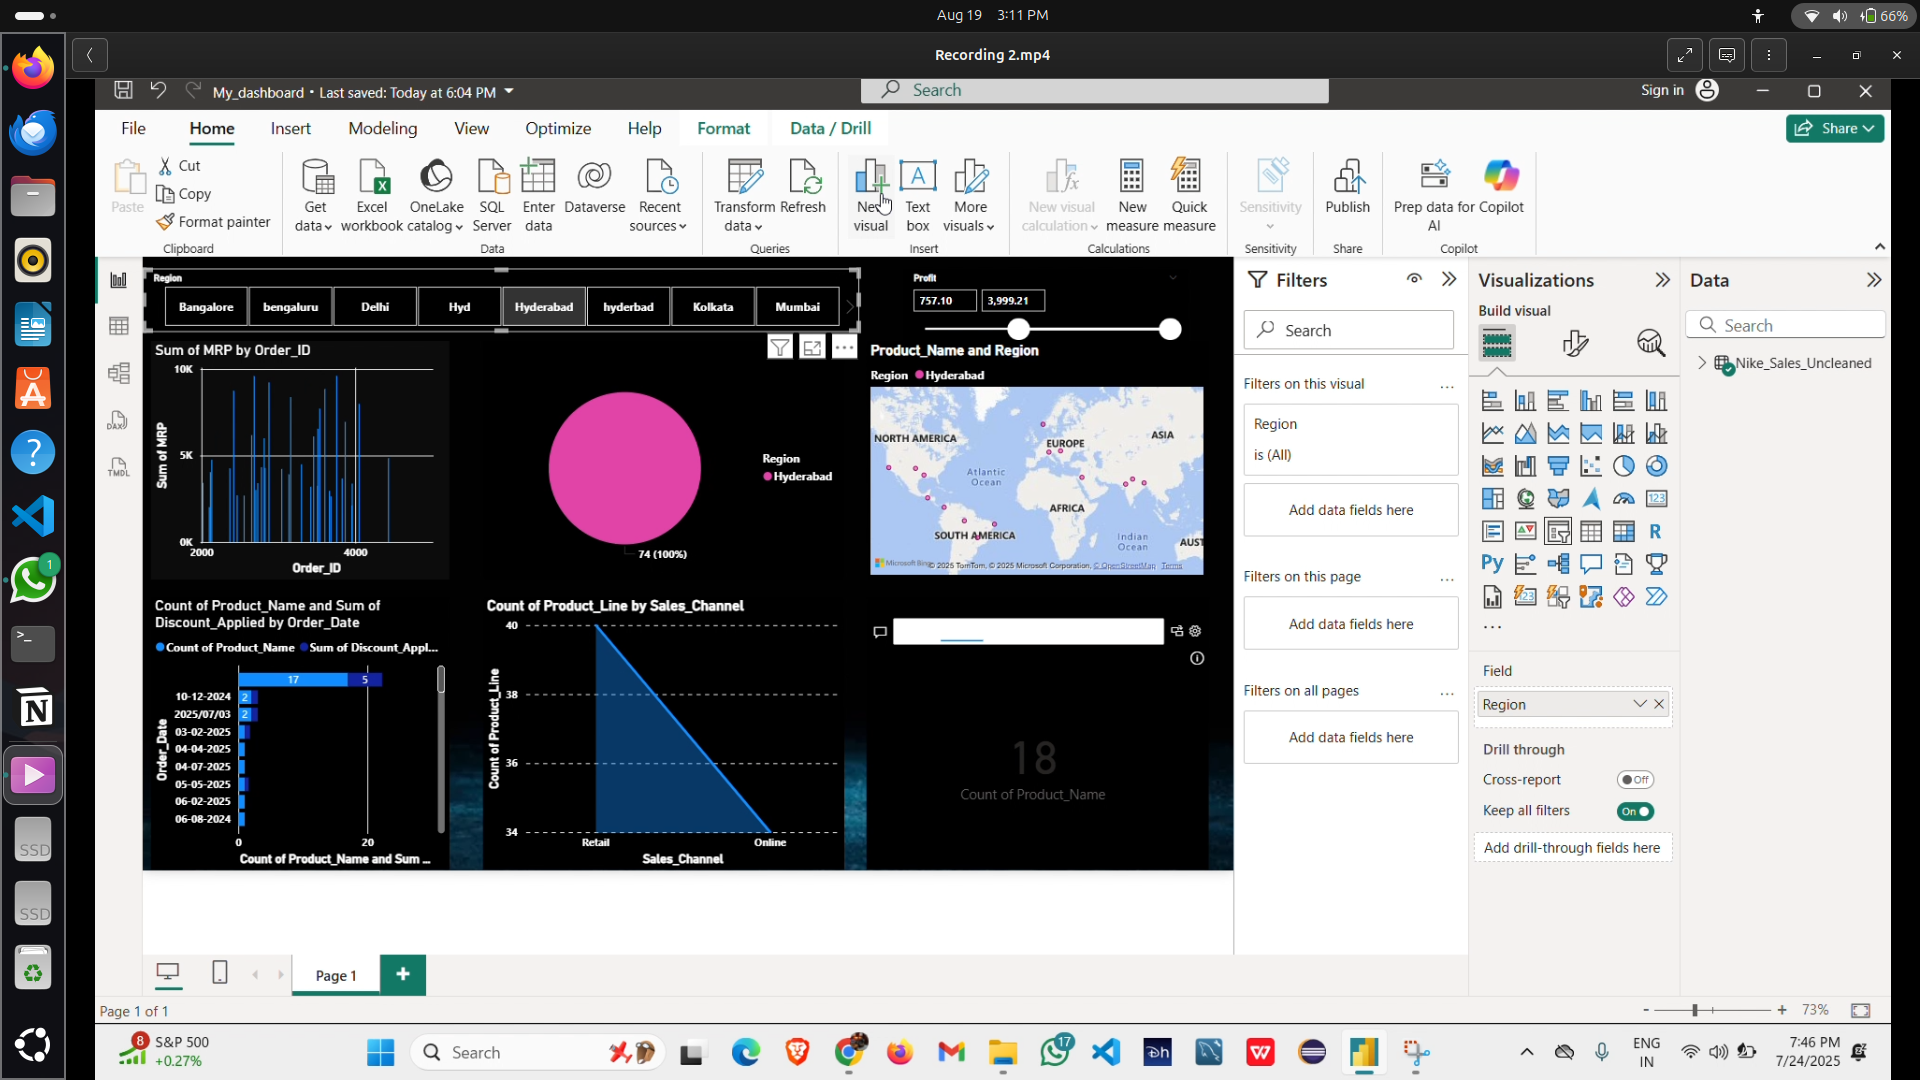 Aug 19 3:11 PM
66%
Recording 2.mp4
My_dashboard • Last saved: Today at 6:04 PM
Search
Sign in
File Home Insert Modeling View Optimize Help Format Data / Drill
Share
Paste
Cut
Copy
Format painter
Get data
Excel workbook
OneLake catalog
SQL Server
Enter data
Dataverse
Recent sources
Transform data
Refresh
New visual
Text box
More visuals
New visual calculation
New measure
Quick measure
Sensitivity
Publish
Prep data for AI
Copilot
Clipboard Data Queries Insert Calculations Sensitivity Share Copilot
Region
Bangalore bengaluru Delhi Hyd Hyderabad hyderbad Kolkata Mumbai
Profit
757.10 3,999.21
Sum of MRP by Order_ID
10K
5K
0K
2000 4000
Sum of MRP
Order_ID
Region
Hyderabad
74 (100%)
Product_Name and Region
Region Hyderabad
NORTH AMERICA
EUROPE
ASIA
Atlantic Ocean
AFRICA
SOUTH AMERICA
Indian Ocean
AUST
Microsoft Bing
© 2025 TomTom, © 2025 Microsoft Corporation, © OpenStreetMap Terms
Count of Product_Name and Sum of
Discount_Applied by Order_Date
Count of Product_Name Sum of Discount_Appl...
17 5
10-12-2024 2
2025/07/03 2
03-02-2025
04-04-2025
04-07-2025
05-05-2025
06-02-2025
06-08-2024
0 20
Order_Date
Count of Product_Name and Sum ...
Count of Product_Line by Sales_Channel
40
38
36
34
Retail Online
Count of Product_Line
Sales_Channel
18
Count of Product_Name
Filters
Search
Filters on this visual ...
Region
is (All)
Add data fields here
Filters on this page ...
Add data fields here
Filters on all pages ...
Add data fields here
Visualizations
Build visual
R
Py
123
...
Field
Region
Drill through
Cross-report Off
Keep all filters On
Add drill-through fields here
Data
Search
Nike_Sales_Uncleaned
DAX
TMDL
Page 1
Page 1 of 1
73%
SSD
SSD
1
8
S&P 500
+0.27%
Search
17
Dh
W
ENG
IN
7:46 PM
7/24/2025